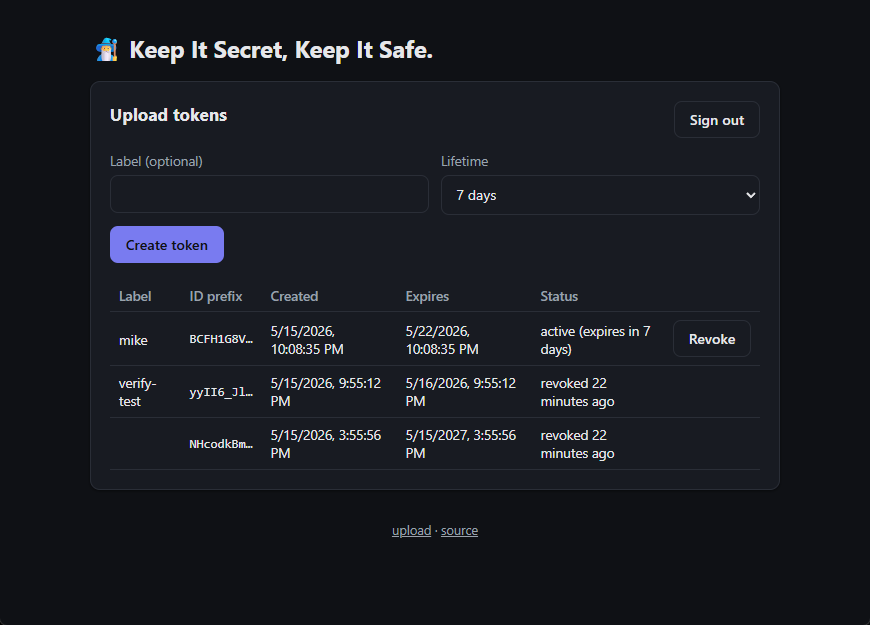 Keep It Secret, Keep It Safe.
Upload tokens
Sign out
Label (optional)
Lifetime
7 days
Create token
Label ID prefix Created Expires Status
mike BCFH1G8V… 5/15/2026, 10:08:35 PM 5/22/2026, 10:08:35 PM active (expires in 7 days) Revoke
verify-test yyII6_Jl… 5/15/2026, 9:55:12 PM 5/16/2026, 9:55:12 PM revoked 22 minutes ago
NHcodkBm… 5/15/2026, 3:55:56 PM 5/15/2027, 3:55:56 PM revoked 22 minutes ago
upload · source